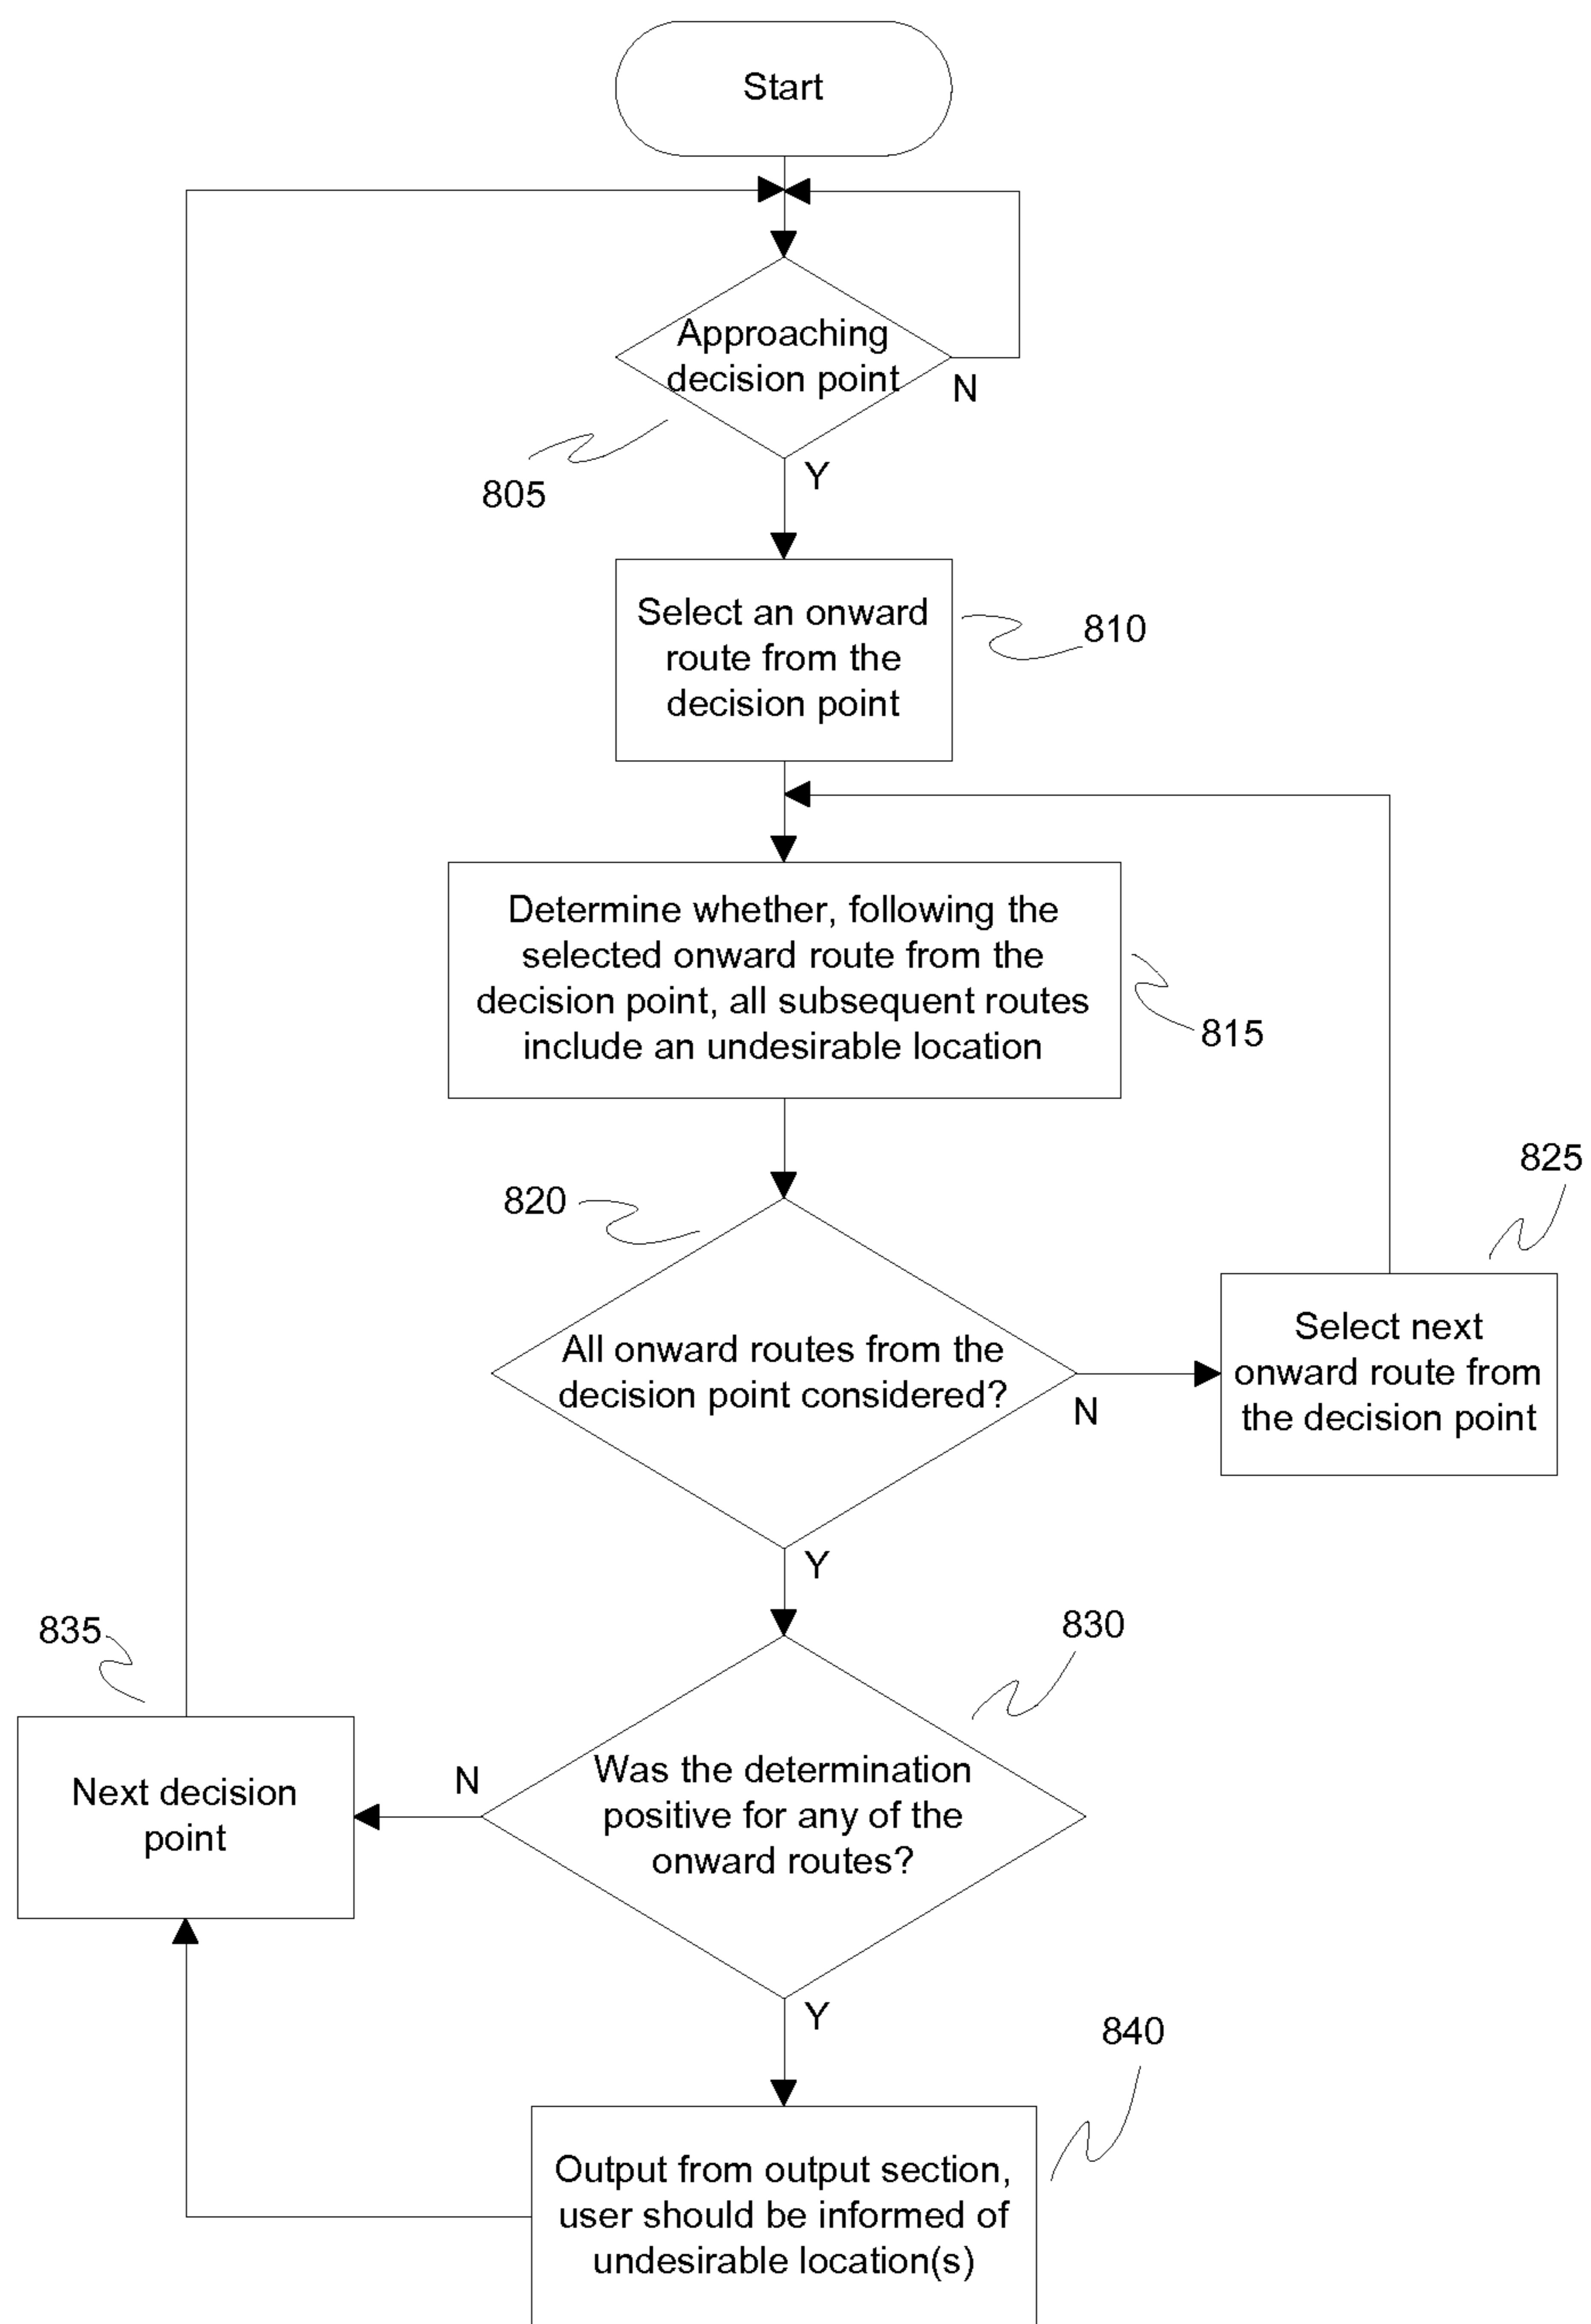 Start
Approaching
decision point
N
805
Y
Select an onward
route from the
decision point
810
Determine whether, following the
selected onward route from the
decision point, all subsequent routes
include an undesirable location
815
820
825
All onward routes from the
decision point considered?
N
Select next
onward route from
the decision point
Y
835
830
Next decision
point
N
Was the determination
positive for any of the
onward routes?
Y
840
Output from output section,
user should be informed of
undesirable location(s)